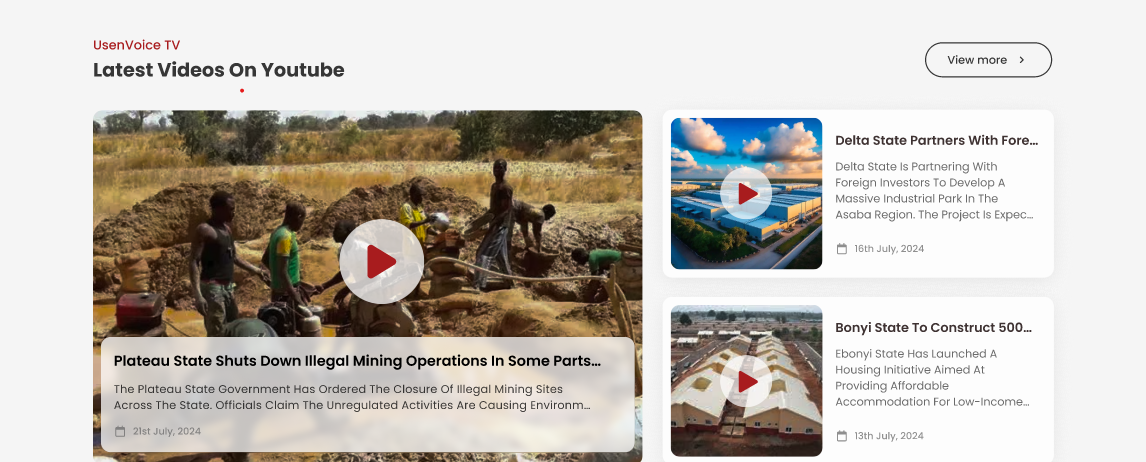 UsenVoice TV
Latest Videos On Youtube
View more
Plateau State Shuts Down Illegal Mining Operations In Some Parts...
The Plateau State Government Has Ordered The Closure Of Illegal Mining Sites
Across The State. Officials Claim The Unregulated Activities Are Causing Environm...
21st July, 2024
Delta State Partners With Fore...
Delta State Is Partnering With
Foreign Investors To Develop A
Massive Industrial Park In The
Asaba Region. The Project Is Expec...
16th July, 2024
Bonyi State To Construct 500...
Ebonyi State Has Launched A
Housing Initiative Aimed At
Providing Affordable
Accommodation For Low-Income...
13th July, 2024